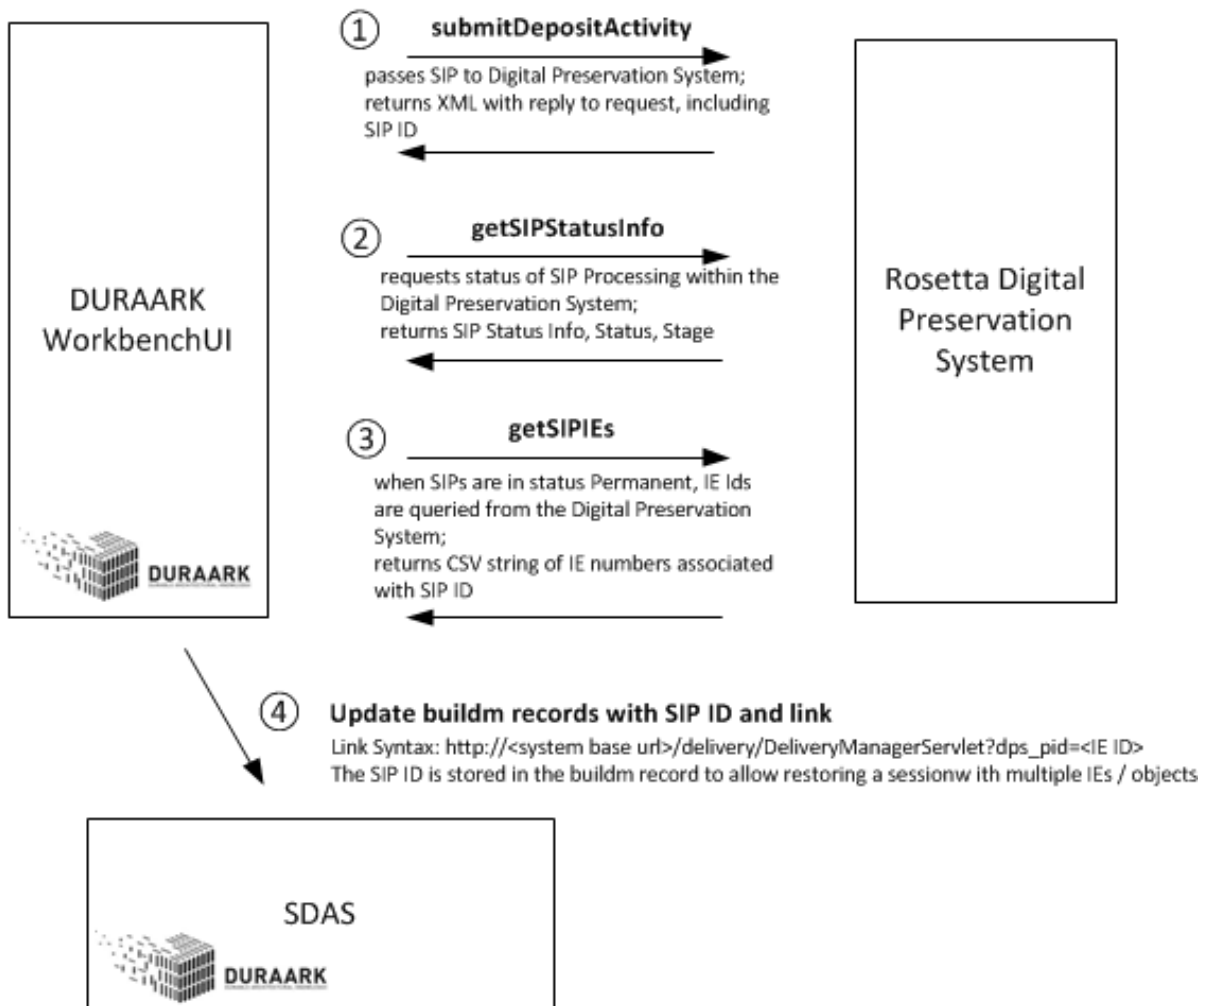 ① submitDepositActivity
passes SIP to Digital Preservation System;
returns XML with reply to request, including
SIP ID
② getSIPStatusInfo
requests status of SIP Processing within the
Digital Preservation System;
returns SIP Status Info, Status, Stage
DURAARK
WorkbenchUI
Rosetta Digital
Preservation
System
③ getSIPIEs
when SIPs are in status Permanent, IE Ids
are queried from the Digital Preservation
System;
returns CSV string of IE numbers associated
with SIP ID
DURAARK
④ Update buildm records with SIP ID and link
Link Syntax: http://<system base url>/delivery/DeliveryManagerServlet?dps_pid=<IE ID>
The SIP ID is stored in the buildm record to allow restoring a sessionw ith multiple IEs / objects
SDAS
DURAARK